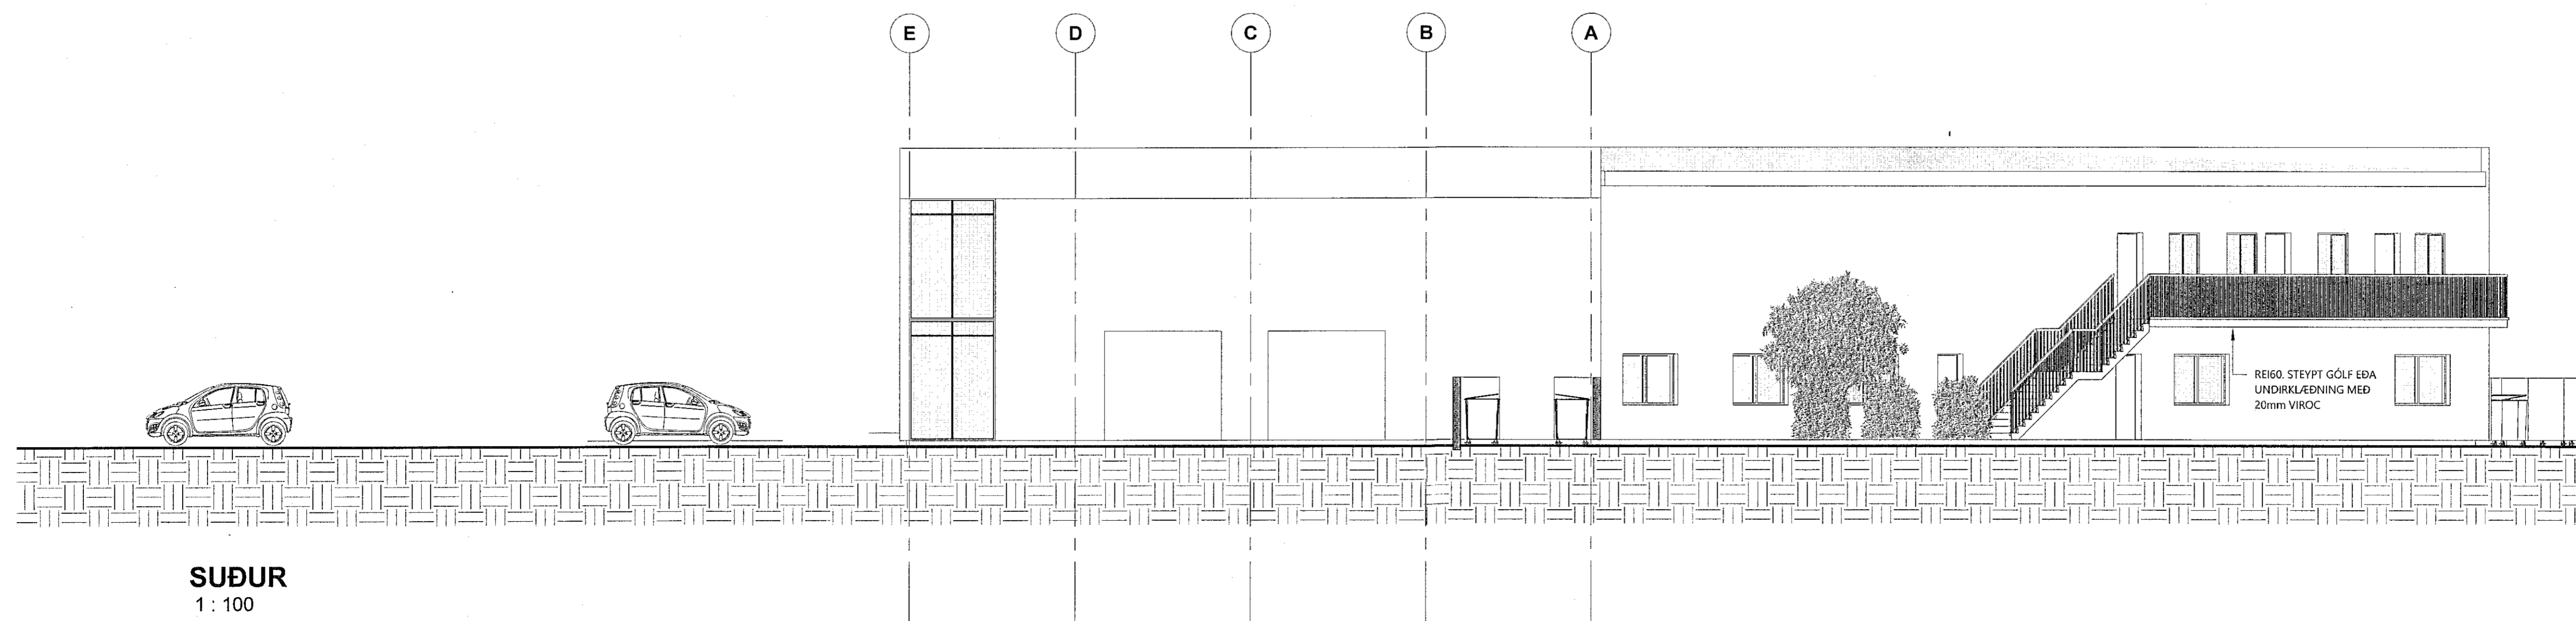 E
D
C
B
A
REI60. STEYPT GÓLF EÐA
UNDIRKLÆÐNING MEÐ
20mm VIROC
SUÐUR
1 : 100